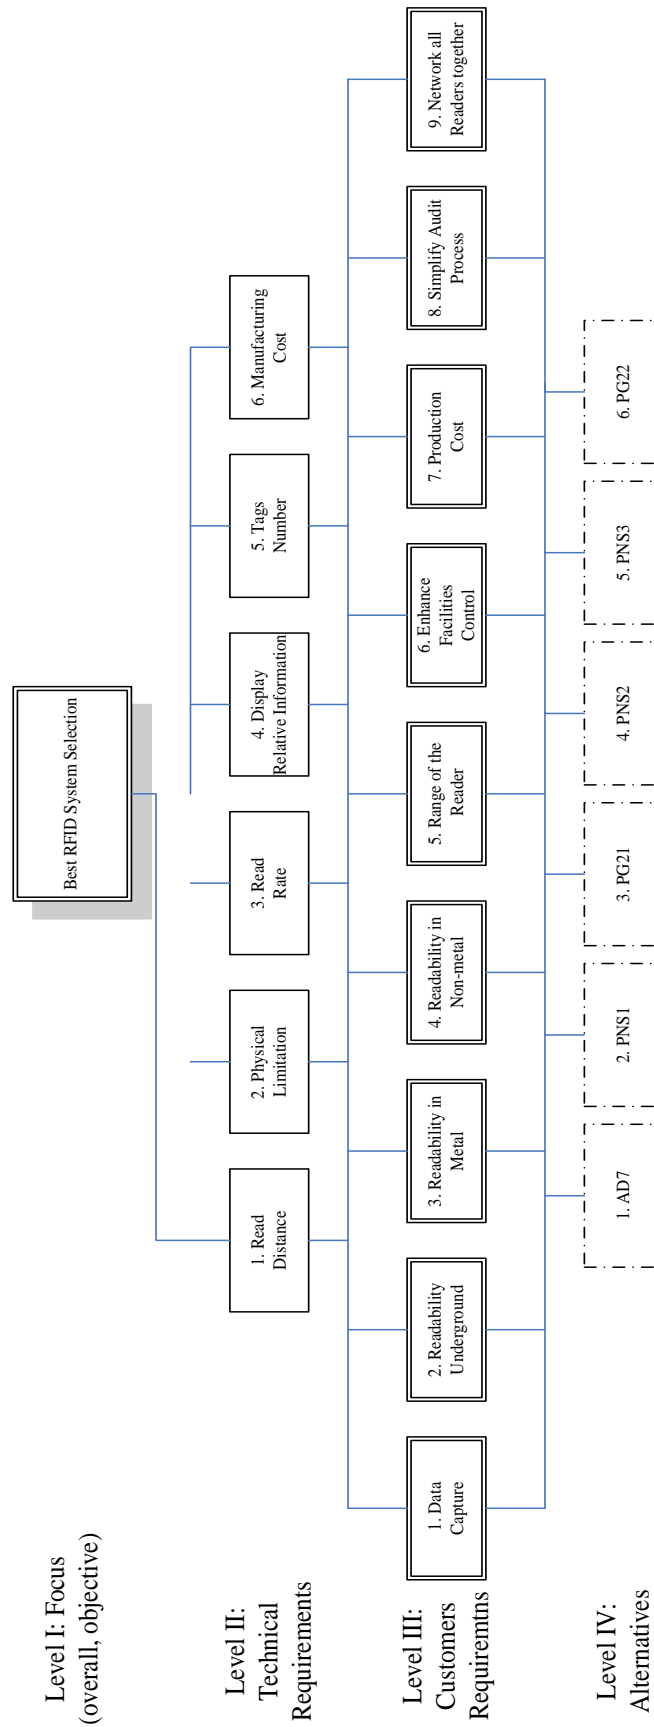 Level I: Focus
(overall, objective)
Best RFID System Selection
Level II:
Technical
Requirements
1. Read
Distance
2. Physical
Limitation
3. Read
Rate
4. Display
Relative Information
5. Tags
Number
6. Manufacturing
Cost
Level III:
Customers
Requiremtns
1. Data
Capture
2. Readability
Underground
3. Readability in
Metal
4. Readability in
Non-metal
5. Range of the
Reader
6. Enhance
Facilities
Control
7. Production
Cost
8. Simplify Audit
Process
9. Network all
Readers together
Level IV:
Alternatives
1. AD7
2. PNS1
3. PG21
4. PNS2
5. PNS3
6. PG22